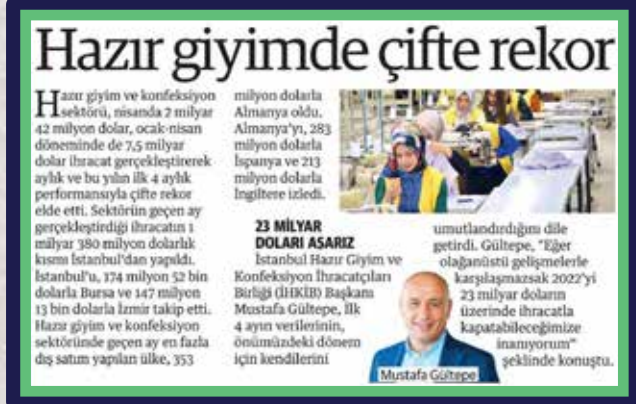 Hazır giyimde çifte rekor
Hazır giyim ve konfeksiyon
sektörü, nisanda 2 milyar
42 milyon dolar, ocak-nisan
döneminde de 7,5 milyar
dolar ihracat gerçekleştirerek
aylık ve bu yılın ilk 4 aylık
performansıyla çifte rekor
elde etti. Sektörün geçen ay
gerçekleştirdiği ihracatın 1
milyar 380 milyon dolarlık
kısmı İstanbul'dan yapıldı.
İstanbul'u, 174 milyon 52 bin
dolarla Bursa ve 147 milyon
13 bin dolarla İzmir takip etti.
Hazır giyim ve konfeksiyon
sektöründe geçen ay en fazla
dış satım yapılan ülke, 353
milyon dolarla
Almanya oldu.
Almanya'yı, 283
milyon dolarla
İspanya ve 213
milyon dolarla
İngiltere izledi.
23 MİLYAR
DOLARI AŞARIZ
İstanbul Hazır Giyim ve
Konfeksiyon İhracatçıları
Birliği (İHKİB) Başkanı
Mustafa Gültepe, ilk
4 ayın verilerinin,
önümüzdeki dönem
için kendilerini
umutlandırdığını dile
getirdi. Gültepe, "Eğer
olağanüstü gelişmelerle
karşılaşmazsak 2022'yi
23 milyar doların
üzerinde ihracatla
kapatabileceğimize
inanıyorum"
şeklinde konuştu.
Mustafa Gültepe